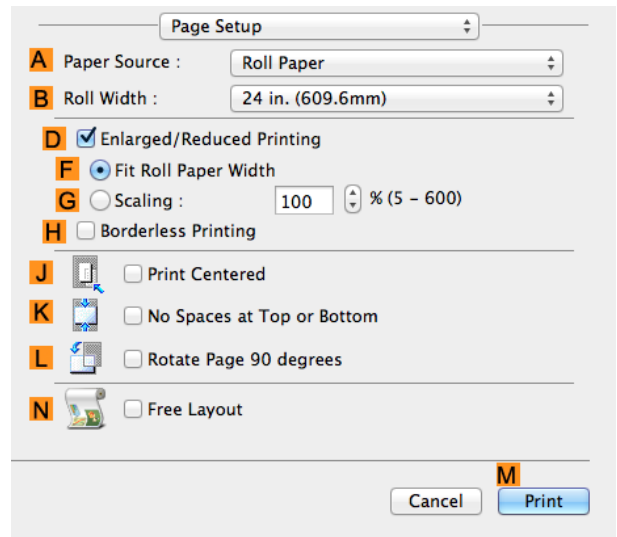 Page Setup
A Paper Source : Roll Paper
B Roll Width : 24 in. (609.6mm)
D Enlarged/Reduced Printing
F Fit Roll Paper Width
G Scaling : 100 % (5 – 600)
H Borderless Printing
J Print Centered
K No Spaces at Top or Bottom
L Rotate Page 90 degrees
N Free Layout
M
Cancel Print